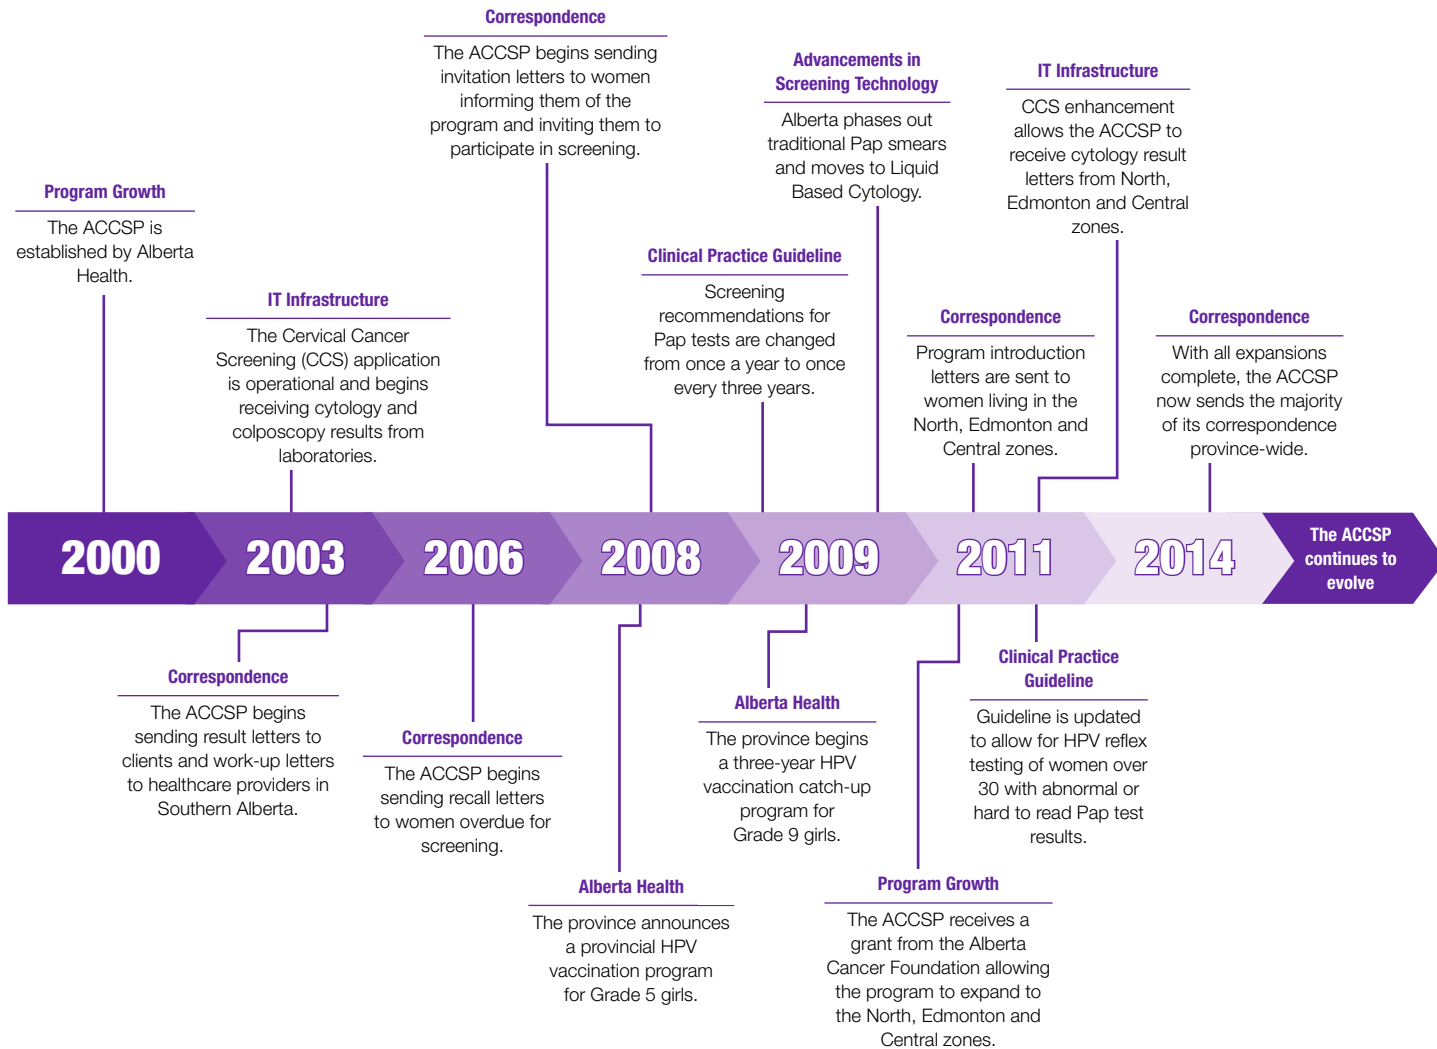 Correspondence
The ACCSP begins sending
invitation letters to women
informing them of the
program and inviting them to
participate in screening.
Advancements in
Screening Technology
Alberta phases out
traditional Pap smears
and moves to Liquid
Based Cytology.
IT Infrastructure
CCS enhancement
allows the ACCSP to
receive cytology result
letters from North,
Edmonton and Central
zones.
Program Growth
The ACCSP is
established by Alberta
Health.
IT Infrastructure
The Cervical Cancer
Screening (CCS) application
is operational and begins
receiving cytology and
colposcopy results from
laboratories.
Clinical Practice Guideline
Screening
recommendations for
Pap tests are changed
from once a year to once
every three years.
Correspondence
Program introduction
letters are sent to
women living in the
North, Edmonton and
Central zones.
Correspondence
With all expansions
complete, the ACCSP
now sends the majority
of its correspondence
province-wide.
2000
2003
2006
2008
2009
2011
2014
The ACCSP
continues to
evolve
Correspondence
The ACCSP begins
sending result letters to
clients and work-up letters
to healthcare providers in
Southern Alberta.
Correspondence
The ACCSP begins
sending recall letters
to women overdue for
screening.
Alberta Health
The province announces
a provincial HPV
vaccination program
for Grade 5 girls.
Alberta Health
The province begins
a three-year HPV
vaccination catch-up
program for
Grade 9 girls.
Program Growth
The ACCSP receives a
grant from the Alberta
Cancer Foundation allowing
the program to expand to
the North, Edmonton and
Central zones.
Clinical Practice
Guideline
Guideline is updated
to allow for HPV reflex
testing of women over
30 with abnormal or
hard to read Pap test
results.